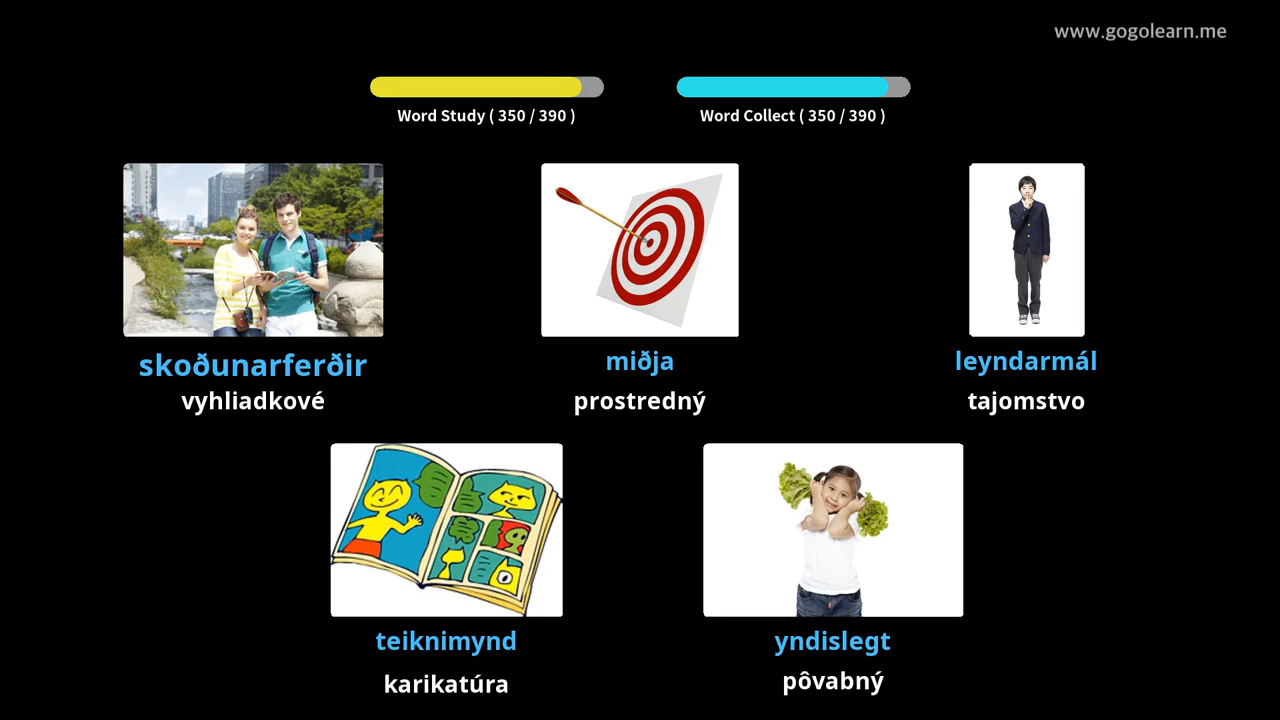 www.gogolearn.me
Word Study ( 350 / 390 )
Word Collect ( 350 / 390 )
skoðunarferðir
vyhliadkové
miðja
prostredný
leyndarmál
tajomstvo
teiknimynd
karikatúra
yndislegt
pôvabný